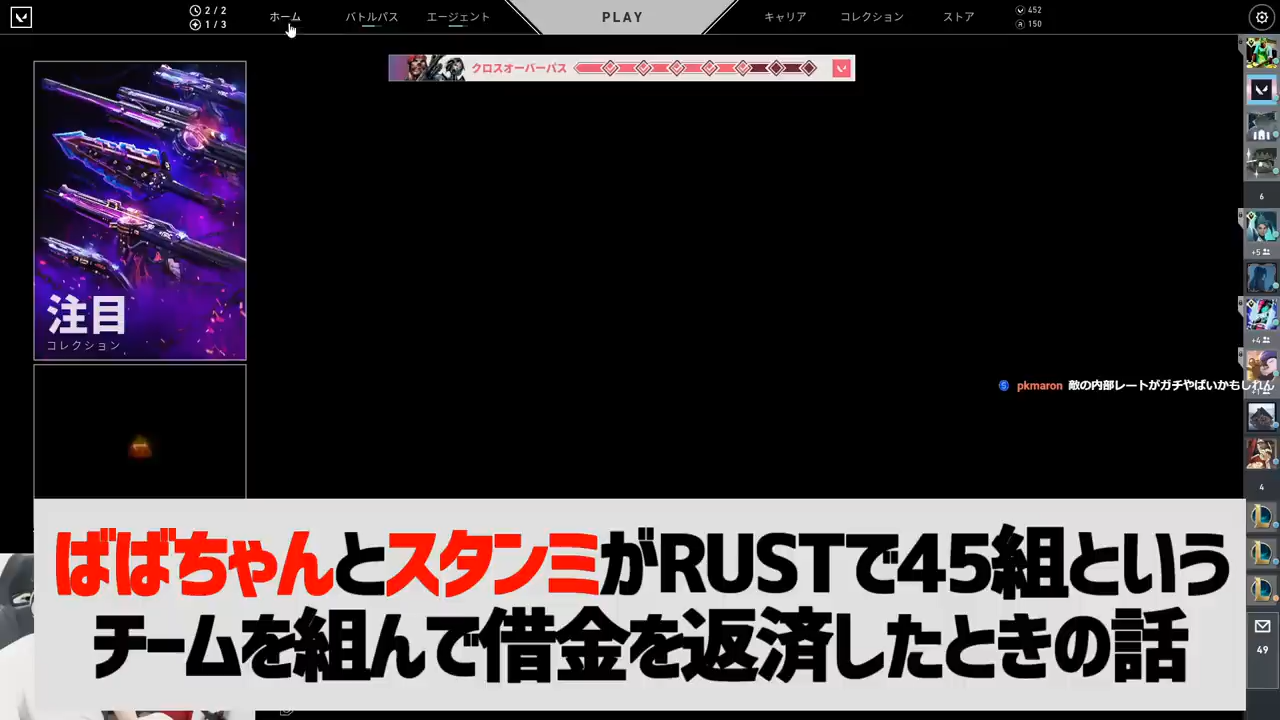 2 / 2
1 / 3
ホーム
バトルパス
エージェント
PLAY
キャリア
コレクション
ストア
452
150
クロスオーバーパス
注目
コレクション
6
+5
+4
pkmaron 敵の内部レートがガチやばいかもしれん
4
49
ばばちゃんとスタンミがRUSTで45組という
チームを組んで借金を返済したときの話